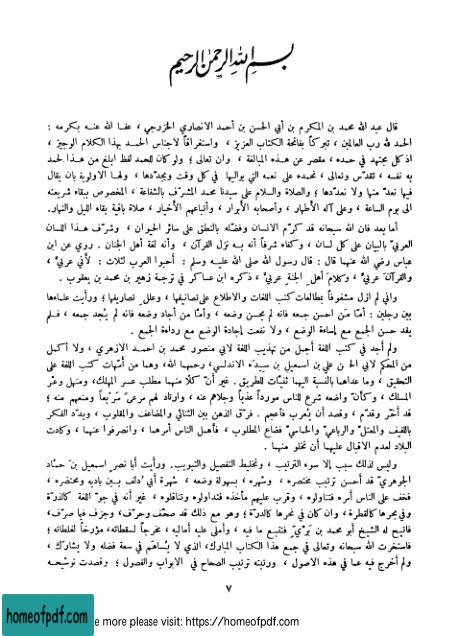 بسم الله الرحمن الرحيم
قال عبد الله محمد بن المكرم بن أبي الحسن بن أحمد الانصاري الخزرجي ، عفا الله عنه بكرمه :
الحمد لله رب العالمين ، تبركاً بفاتحة الكتاب العزيز ، واستغراقاً لأجناس الحمد بهذا الكلام الوجيز ،
اذ كل مجتهد في حمده ، مقصر عن هذه المبالغة ، وان تعالى ؛ ولو كان للحمد لفظ أبلغ من هذا لحمد
به نفسه ، تقدّس وتعالى ، نحمده على نعمه التي يواليها في كل وقت ويجدّدها ، ولها الاولوية بأن يقال
فيها نعدّ منها ولا نعدّدها ؛ والصلاة والسلام على سيدنا محمد المشرّف بالشفاعة ، المخصوص ببقاء شريعته
الى يوم الساعة ، وعلى آله الأطهار ، وأصحابه الأبرار ، وأتباعهم الأخيار ، صلاة باقية بقاء الليل والنهار.
أما بعد فان الله سبحانه قد كرّم الانسان وفضّله بالنطق على سائر الحيوان ، وشرّف هذا اللسان
العربيّ بالبيان على كل لسان ، وكفاه شرفاً أنه به نزل القرآن ، وأنه لغة أهل الجنان . روي عن ابن
عباس رضي الله عنهما قال : قال رسول الله صلى الله عليه وسلم : أحبوا العرب لثلاث : لأني عربيّ ،
والقرآن عربيّ ، وكلام أهل الجنة عربيّ ، ذكره ابن عساكر في ترجمة زهير بن محمد بن يعقوب .
واني لم ازل مشغوفاً بمطالعات كتب اللغات والاطلاع على تصانيفها ، وعلل تصاريفها ؛ ورأيت علماءها
بين رجلين : أمّا من احسن جمعه فانه لم يحسن وضعه ، وأمّا من أجاد وضعه فانه لم يُجد جمعه ، فلم
يفد حسن الجمع مع إساءة الوضع ، ولا نفعت إجادة الوضع مع رداءة الجمع .
ولم أجد في كتب اللغة أجمل من تهذيب اللغة لابي منصور محمد بن احمد الازهري ، ولا أكمل
من المحكم لابي الحسن علي بن اسمعيل بن سيده الاندلسي، رحمهما الله، وهما من أمّهات كتب اللغة على
التحقيق ، وما عداهما بالنسبة اليهما ثنيّات للطريق . غير أنّ كلّا منهما مطلب عسر المهلك، ومنهل وعر
المسلك ، وكأنّ واضعه شرع للناس مورداً عذباً وجلاهم عنه ، وارتاد لهم مرعى مربعاً ومنعهم منه ؛
قد أخّر وقدّم ، وقصد أن يُعرب فأعجم . فرّق الذهن بين الثنائي والمضاعف والمقلوب ، وبدّد الفكر
باللفيف والمعتل والرباعيّ والخماسيّ فضاع المطلوب ، فأهمل الناس أمرهما ، وانصرفوا عنهما ، وكادت
البلاد لعدم الاقبال عليهما أن تخلو منهما .
وليس لذلك سبب إلا سوء الترتيب ، وتخليط التفصيل والتبويب. ورأيت أبا نصر اسمعيل بن حمّاد
الجوهريّ قد أحسن ترتيب مختصره ، وشهره ، بسهولة وضعه ، شهرة أبي دُلف بين باديه ومحتضره ،
فخف على الناس أمره فتناولوه ، وقرب عليهم مأخذه فتداولوه وتناقلوه ، غير أنه في جوّ اللغة كالذرّة
وفي بحرها كالقطرة ، وان كان في نحرها كالدرّة ؛ وهو مع ذلك قد صحّف وحرّف، وجزف فيما صرّف،
فأتيح له الشيخ أبو محمد بن بري فتتبع ما فيه ، وأملى عليه أماليه ، مخرجاً لسقطاته، مؤرّخاً لغلطاته ؛
فاستخرت الله سبحانه وتعالى في جمع هذا الكتاب المبارك، الذي لا يُساهَم في سعة فضله ولا يشارك ،
ولم أخرج فيه عما في هذه الاصول ، ورتبته ترتيب الصحاح في الابواب والفصول ؛ وقصدت توشيحه
٧
homeofpdf.com
e more please visit: https://homeofpdf.com